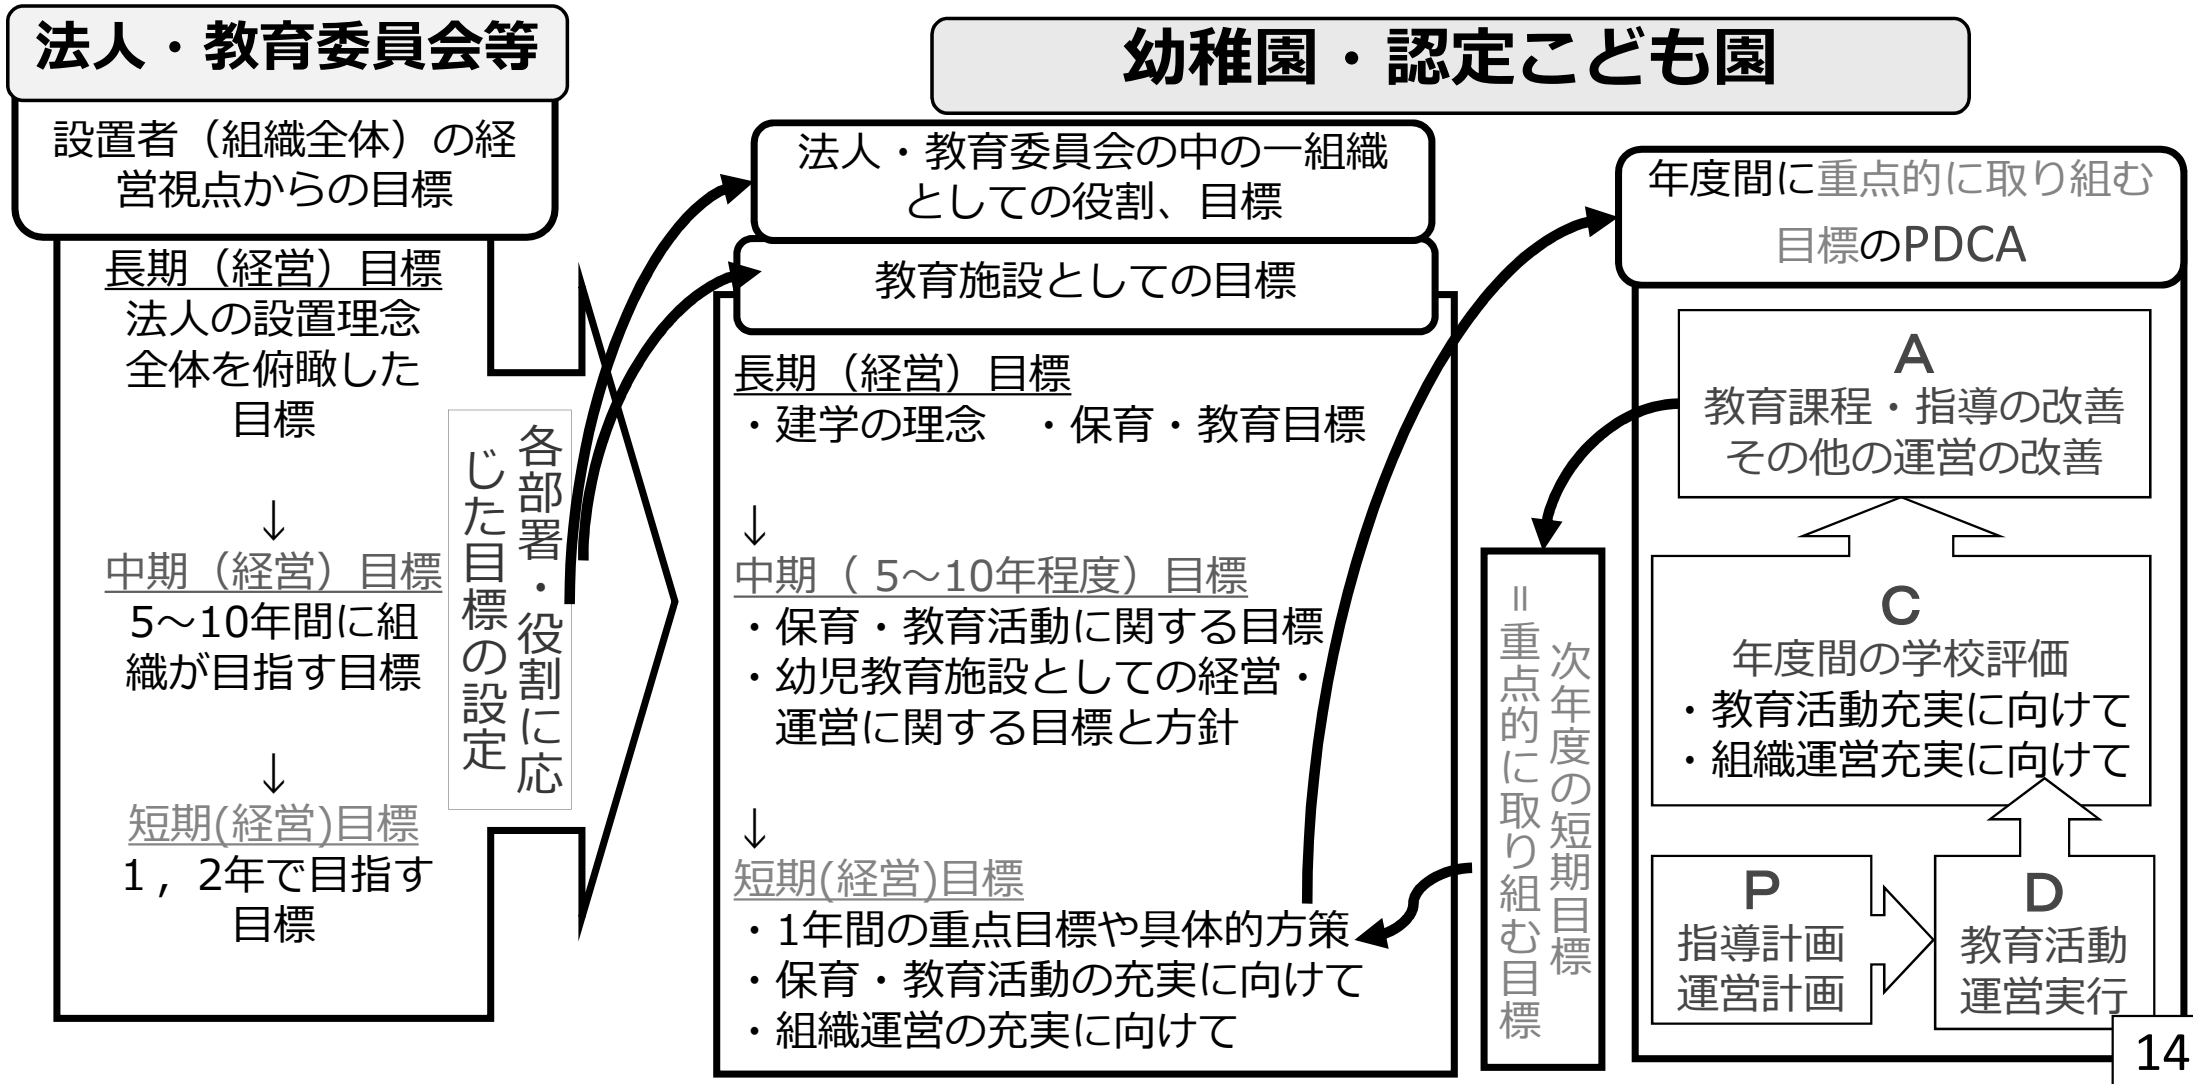 法人・教育委員会等
設置者（組織全体）の経
営視点からの目標
長期（経営）目標
法人の設置理念
全体を俯瞰した
目標
↓
中期（経営）目標
5～10年間に組
織が目指す目標
↓
短期(経営)目標
1，2年で目指す
目標
各部署・役割に応
じた目標の設定
幼稚園・認定こども園
法人・教育委員会の中の一組織
としての役割、目標
教育施設としての目標
長期（経営）目標
・建学の理念　・保育・教育目標
↓
中期（ 5～10年程度）目標
・保育・教育活動に関する目標
・幼児教育施設としての経営・
運営に関する目標と方針
↓
短期(経営)目標
・1年間の重点目標や具体的方策
・保育・教育活動の充実に向けて
・組織運営の充実に向けて
次年度の短期目標
＝重点的に取り組む目標
年度間に重点的に取り組む
目標のPDCA
A
教育課程・指導の改善
その他の運営の改善
C
年度間の学校評価
・教育活動充実に向けて
・組織運営充実に向けて
P
指導計画
運営計画
D
教育活動
運営実行
14